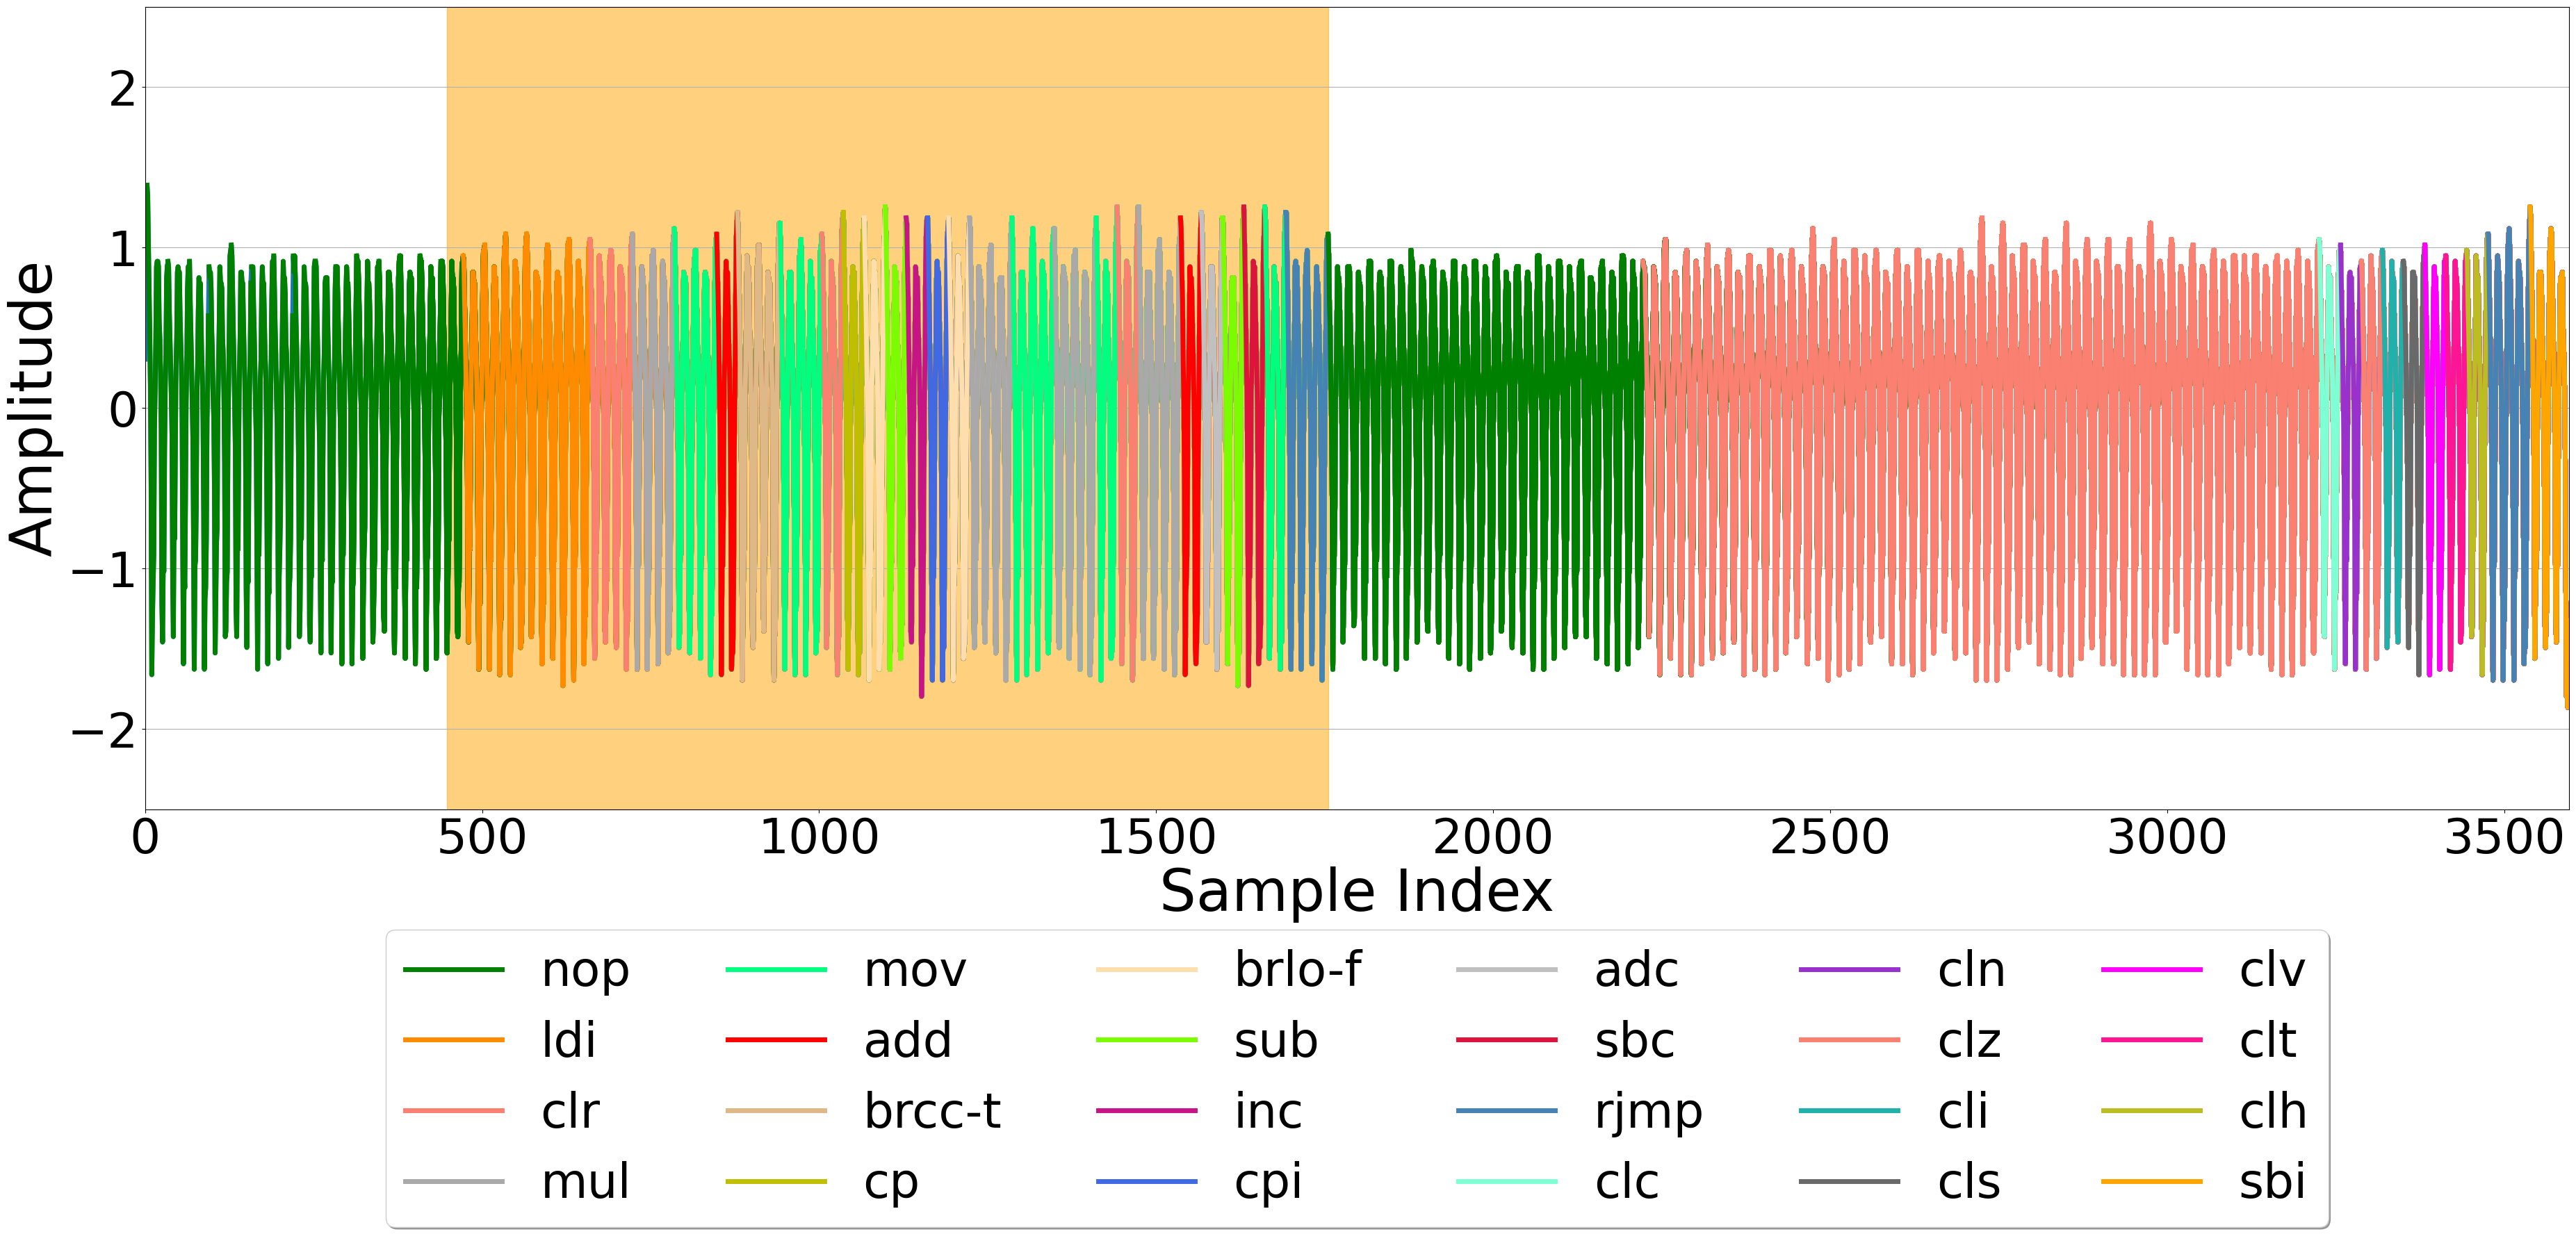 2
1
0
−1
−2
Amplitude
0 500 1000 1500 2000 2500 3000 3500
Sample Index
nop mov brlo-f adc cln clv
ldi add sub sbc clz clt
clr brcc-t inc rjmp cli clh
mul cp cpi clc cls sbi